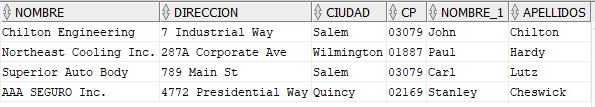 NOMBRE DIRECCION CIUDAD CP NOMBRE_1 APELLIDOS
Chilton Engineering 7 Industrial Way Salem 03079 John Chilton
Northeast Cooling Inc. 287A Corporate Ave Wilmington 01887 Paul Hardy
Superior Auto Body 789 Main St Salem 03079 Carl Lutz
AAA SEGURO Inc. 4772 Presidential Way Quincy 02169 Stanley Cheswick